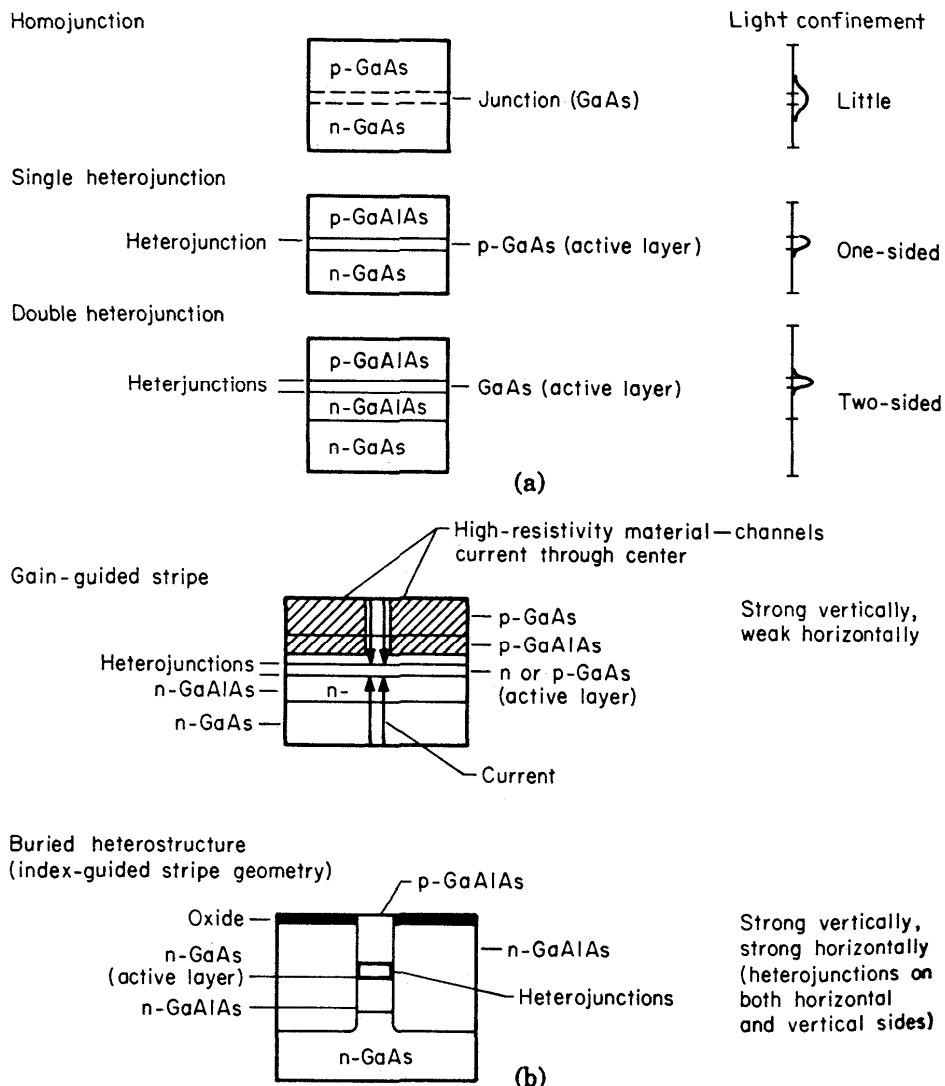 Homojunction
Light confinement
p-GaAs
Junction (GaAs)
n-GaAs
Little
Single heterojunction
p-GaAlAs
Heterojunction
p-GaAs (active layer)
n-GaAs
One-sided
Double heterojunction
p-GaAlAs
Heterjunctions
GaAs (active layer)
n-GaAlAs
n-GaAs
Two-sided
(a)
High-resistivity material—channels
current through center
Gain-guided stripe
p-GaAs
p-GaAlAs
Heterojunctions
n or p-GaAs
(active layer)
n-GaAlAs
n-
n-GaAs
Current
Strong vertically,
weak horizontally
Buried heterostructure
(index-guided stripe geometry)
p-GaAlAs
Oxide
n-GaAs
(active layer)
n-GaAlAs
n-GaAlAs
Heterojunctions
n-GaAs
Strong vertically,
strong horizontally
(heterojunctions on
both horizontal
and vertical sides)
(b)